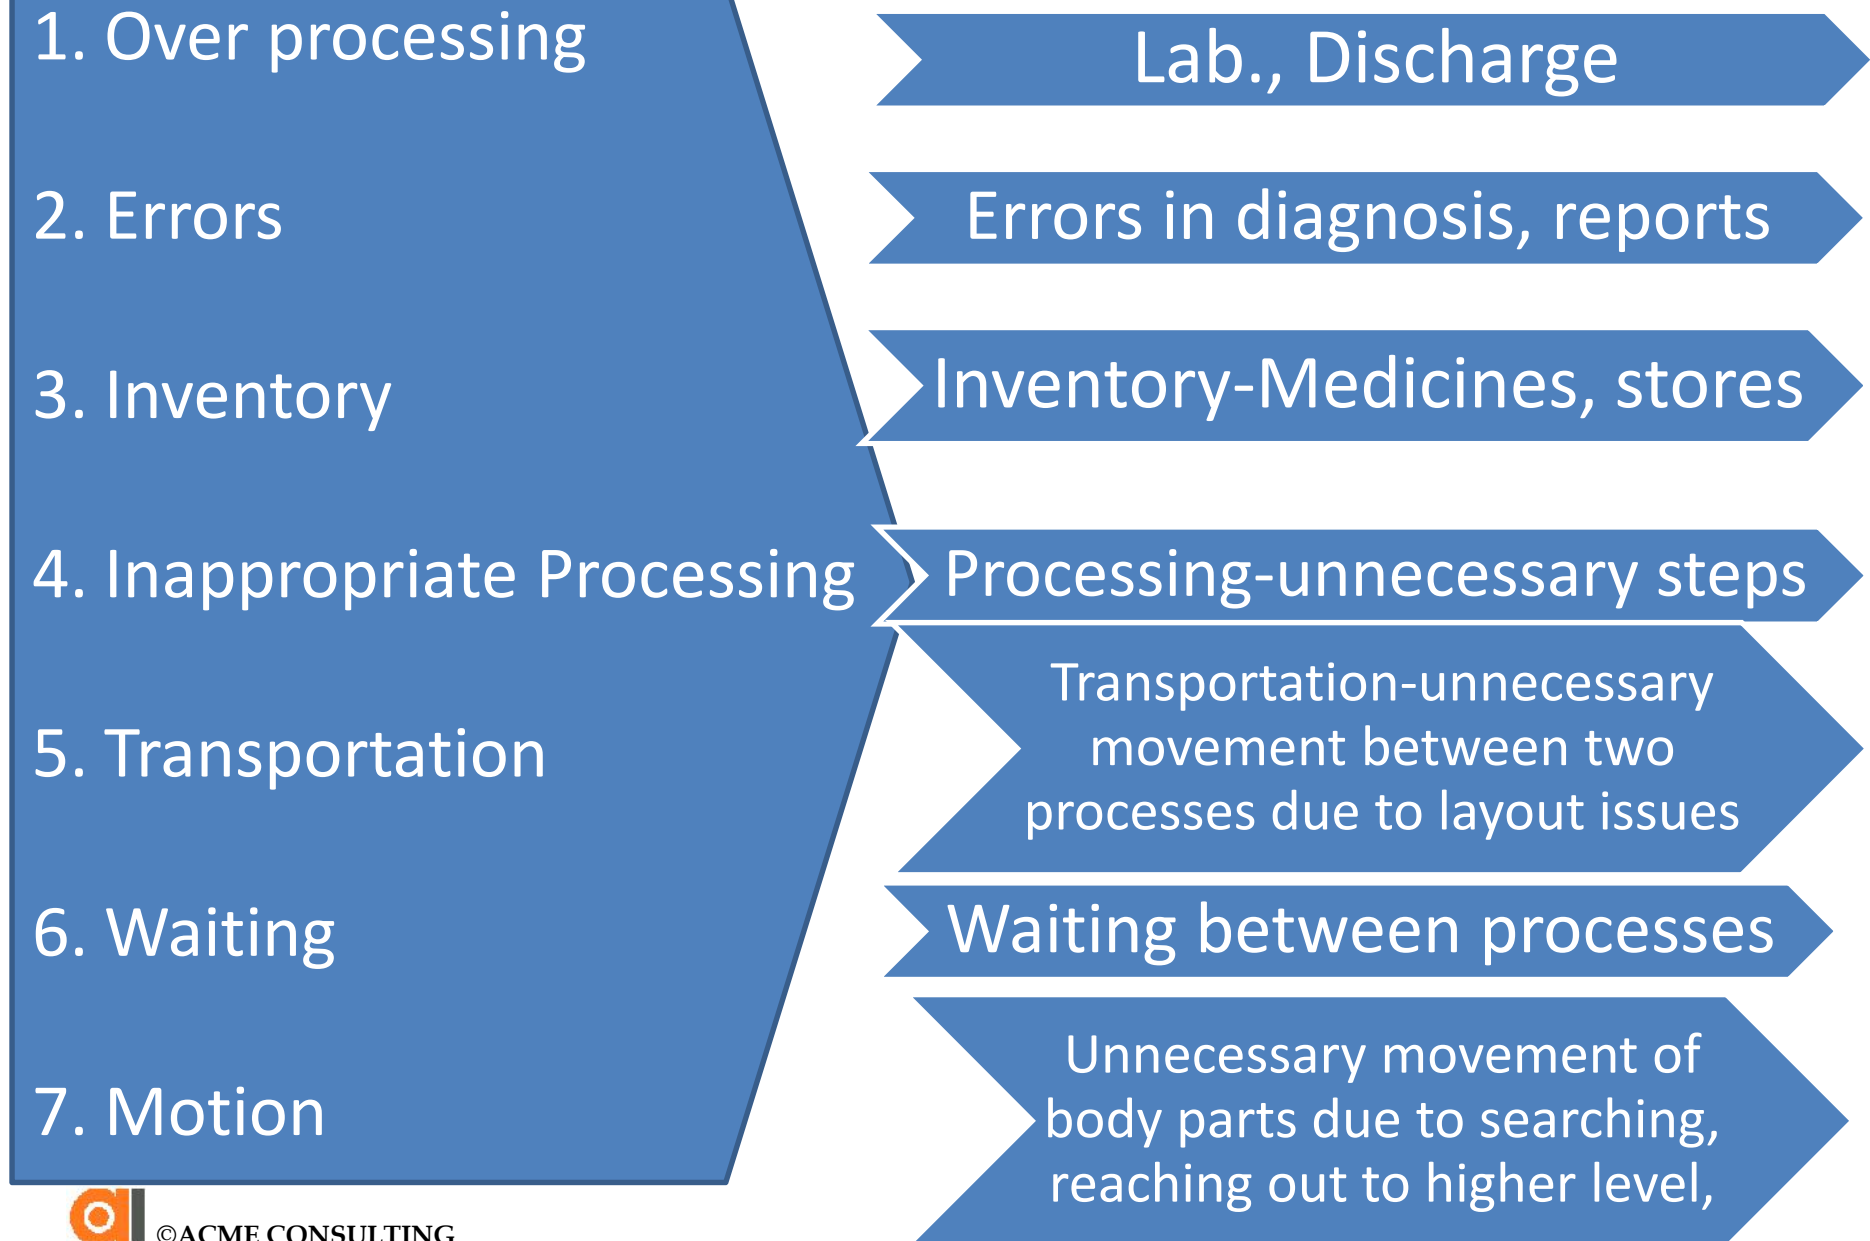 1. Over processing
2. Errors
3. Inventory
4. Inappropriate Processing
5. Transportation
6. Waiting
7. Motion
Lab., Discharge
Errors in diagnosis, reports
Inventory-Medicines, stores
Processing-unnecessary steps
Transportation-unnecessary
movement between two
processes due to layout issues
Waiting between processes
Unnecessary movement of
body parts due to searching,
reaching out to higher level,
©ACME CONSULTING